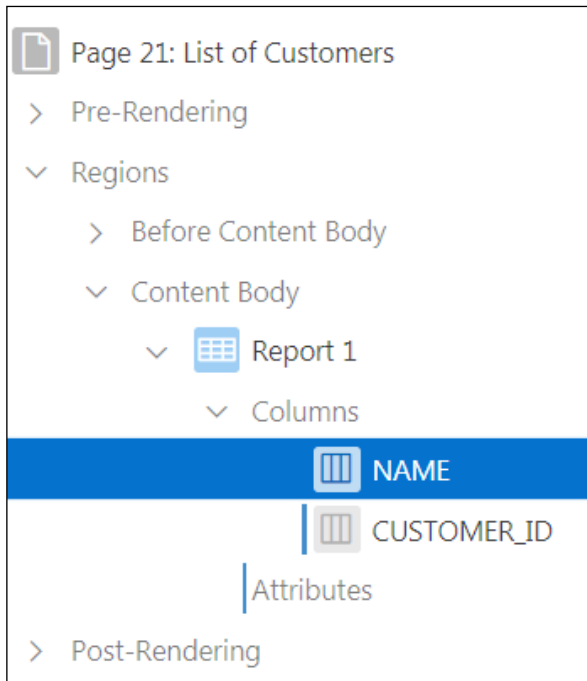 Page 21: List of Customers
Pre-Rendering
Regions
Before Content Body
Content Body
Report 1
Columns
NAME
CUSTOMER_ID
Attributes
Post-Rendering